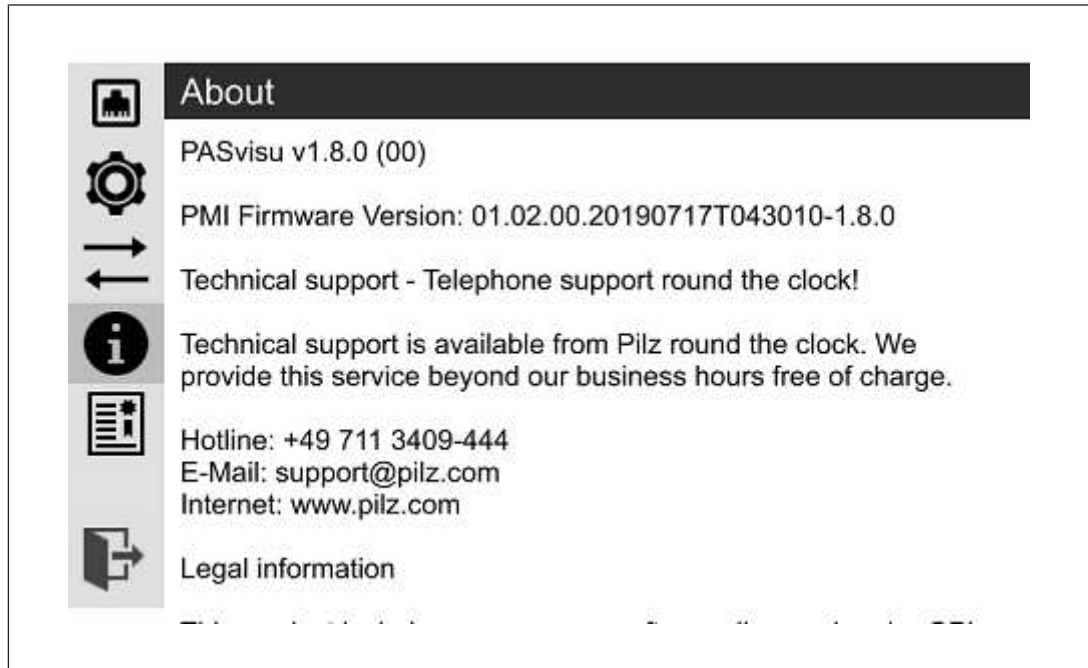 About
PASvisu v1.8.0 (00)
PMI Firmware Version: 01.02.00.20190717T043010-1.8.0
Technical support - Telephone support round the clock!
Technical support is available from Pilz round the clock. We
provide this service beyond our business hours free of charge.
Hotline: +49 711 3409-444
E-Mail: support@pilz.com
Internet: www.pilz.com
Legal information